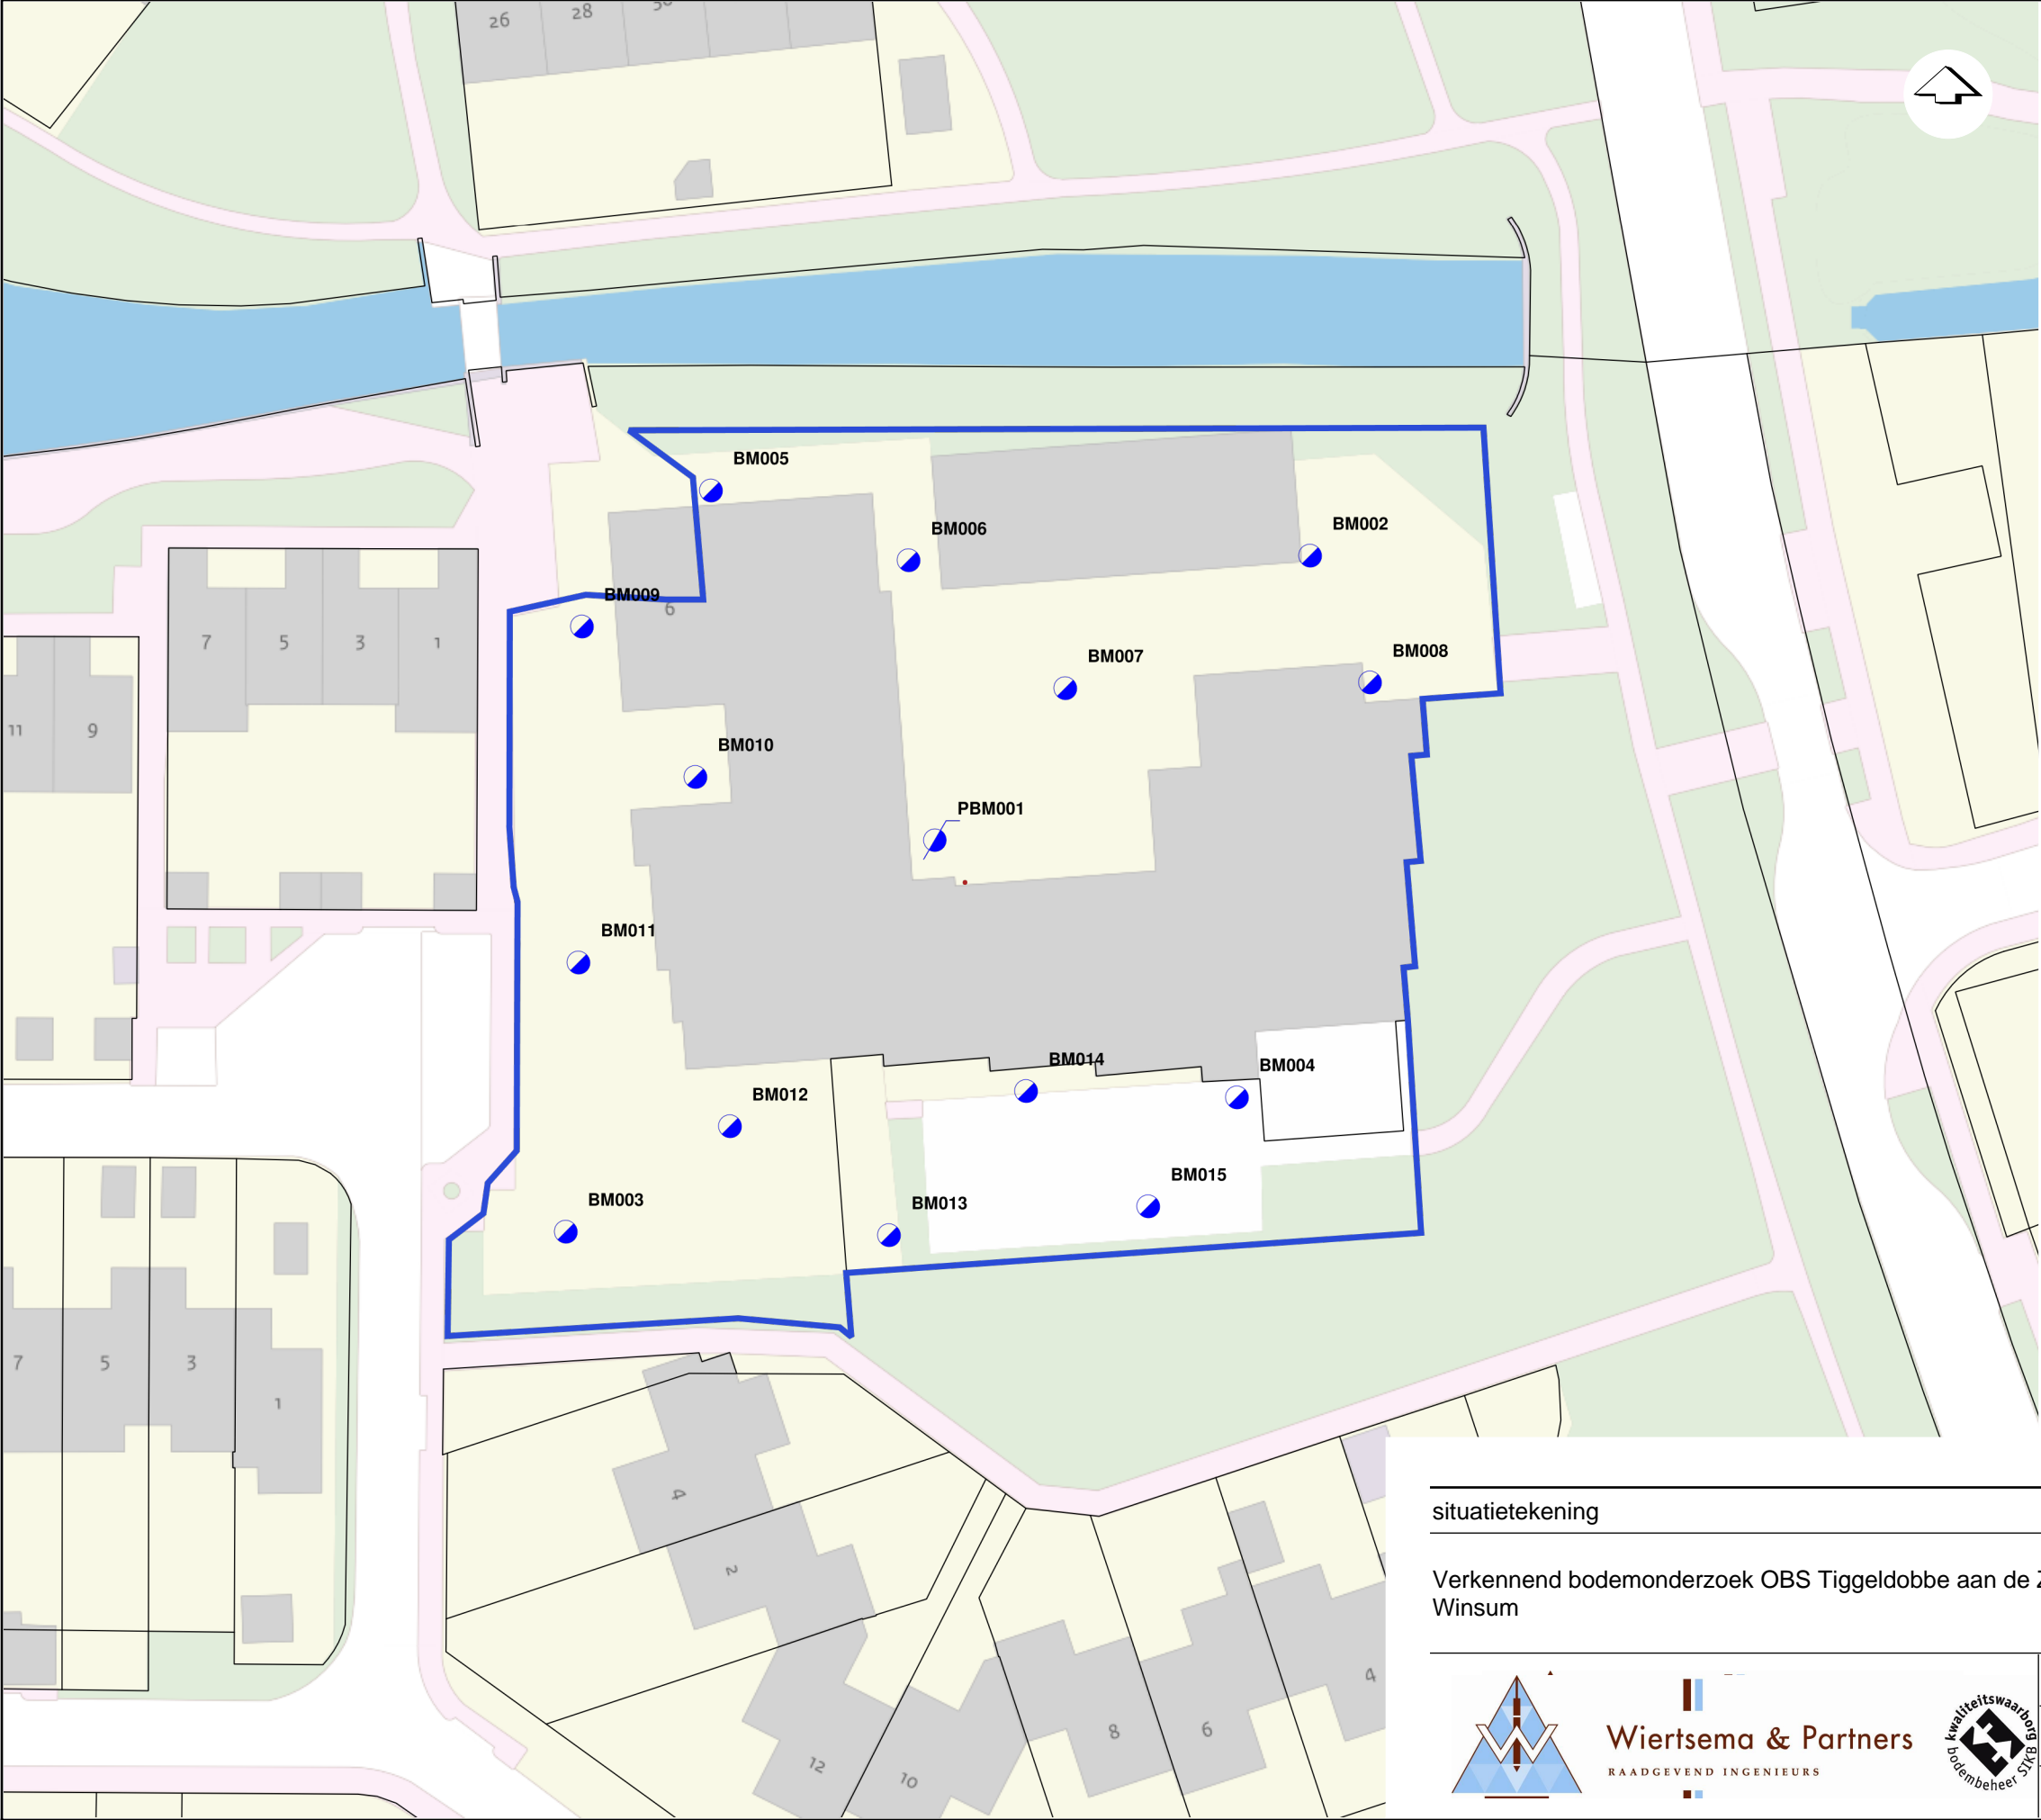 26
28
BM005
BM006
BM002
BM009
6
7
5
3
1
BM007
BM008
11
9
BM010
PBM001
BM011
BM014
BM004
BM012
BM015
BM003
BM013
7
5
3
1
4
2
12
10
8
6
4
situatietekening
Verkennend bodemonderzoek OBS Tiggeldobbe aan de
Winsum
Wiertsema & Partners
RAADGEVEND INGENIEURS
kwaliteitswaarborg
bodembeheer SIKB